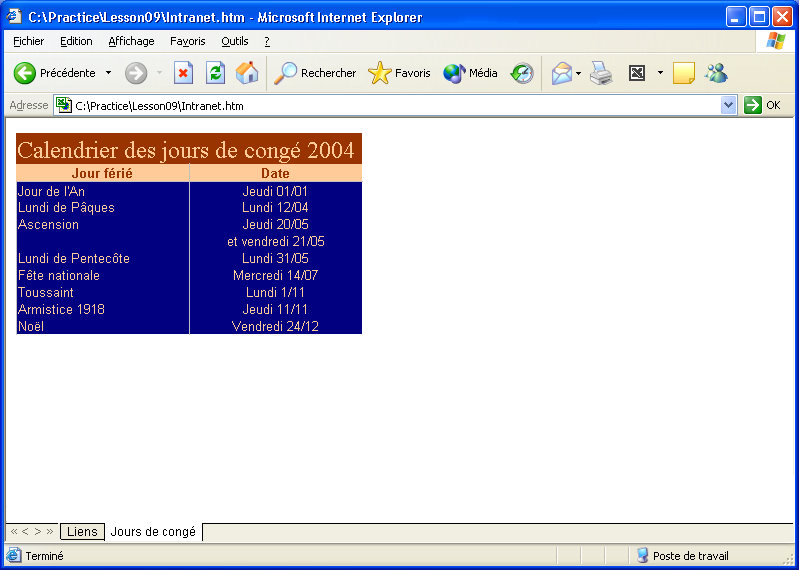 C:\Practice\Lesson09\Intranet.htm - Microsoft Internet Explorer
Fichier Edition Affichage Favoris Outils ?
Précédente Rechercher Favoris Média
Adresse C:\Practice\Lesson09\Intranet.htm OK
Calendrier des jours de congé 2004
Jour férié Date
Jour de l'An Jeudi 01/01
Lundi de Pâques Lundi 12/04
Ascension Jeudi 20/05
et vendredi 21/05
Lundi de Pentecôte Lundi 31/05
Fête nationale Mercredi 14/07
Toussaint Lundi 1/11
Armistice 1918 Jeudi 11/11
Noël Vendredi 24/12
« < > » Liens Jours de congé
Terminé Poste de travail